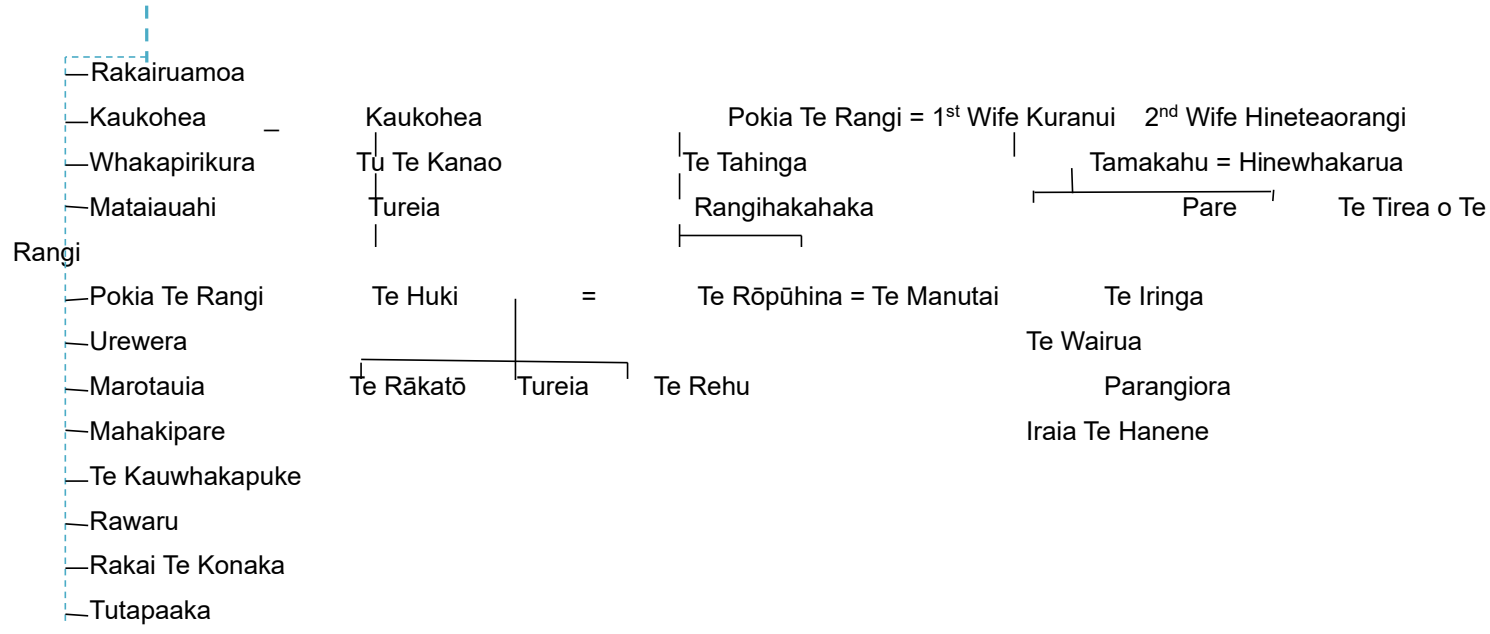 Rakairuamoa
Kaukohea _ Kaukohea Pokia Te Rangi = 1st Wife Kuranui 2nd Wife Hineteaorangi
Whakapirikura Tu Te Kanao Te Tahinga Tamakahu = Hinewhakarua
Mataiauahi Tureia Rangihakahaka Pare Te Tirea o Te
Rangi
Pokia Te Rangi Te Huki = Te Rōpūhina = Te Manutai Te Iringa
Urewera Te Wairua
Marotauia Te Rākatō Tureia Te Rehu Parangiora
Mahakipare Iraia Te Hanene
Te Kauwhakapuke
Rawaru
Rakai Te Konaka
Tutapaaka